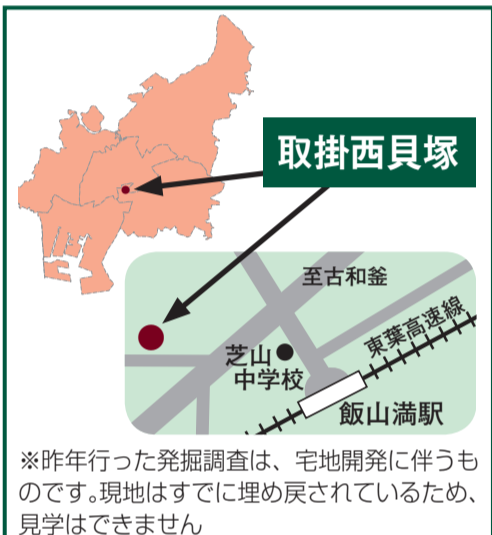 取掛西貝塚
至古和釜
東葉高速線
芝山
中学校
飯山満駅
※昨年行った発掘調査は、宅地開発に伴うも
のです。現地はすでに埋め戻されているため、
見学はできません